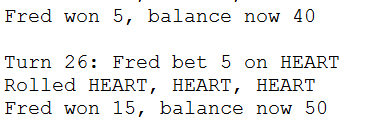 Fred won 5, balance now 40
Turn 26: Fred bet 5 on HEART
Rolled HEART, HEART, HEART
Fred won 15, balance now 50